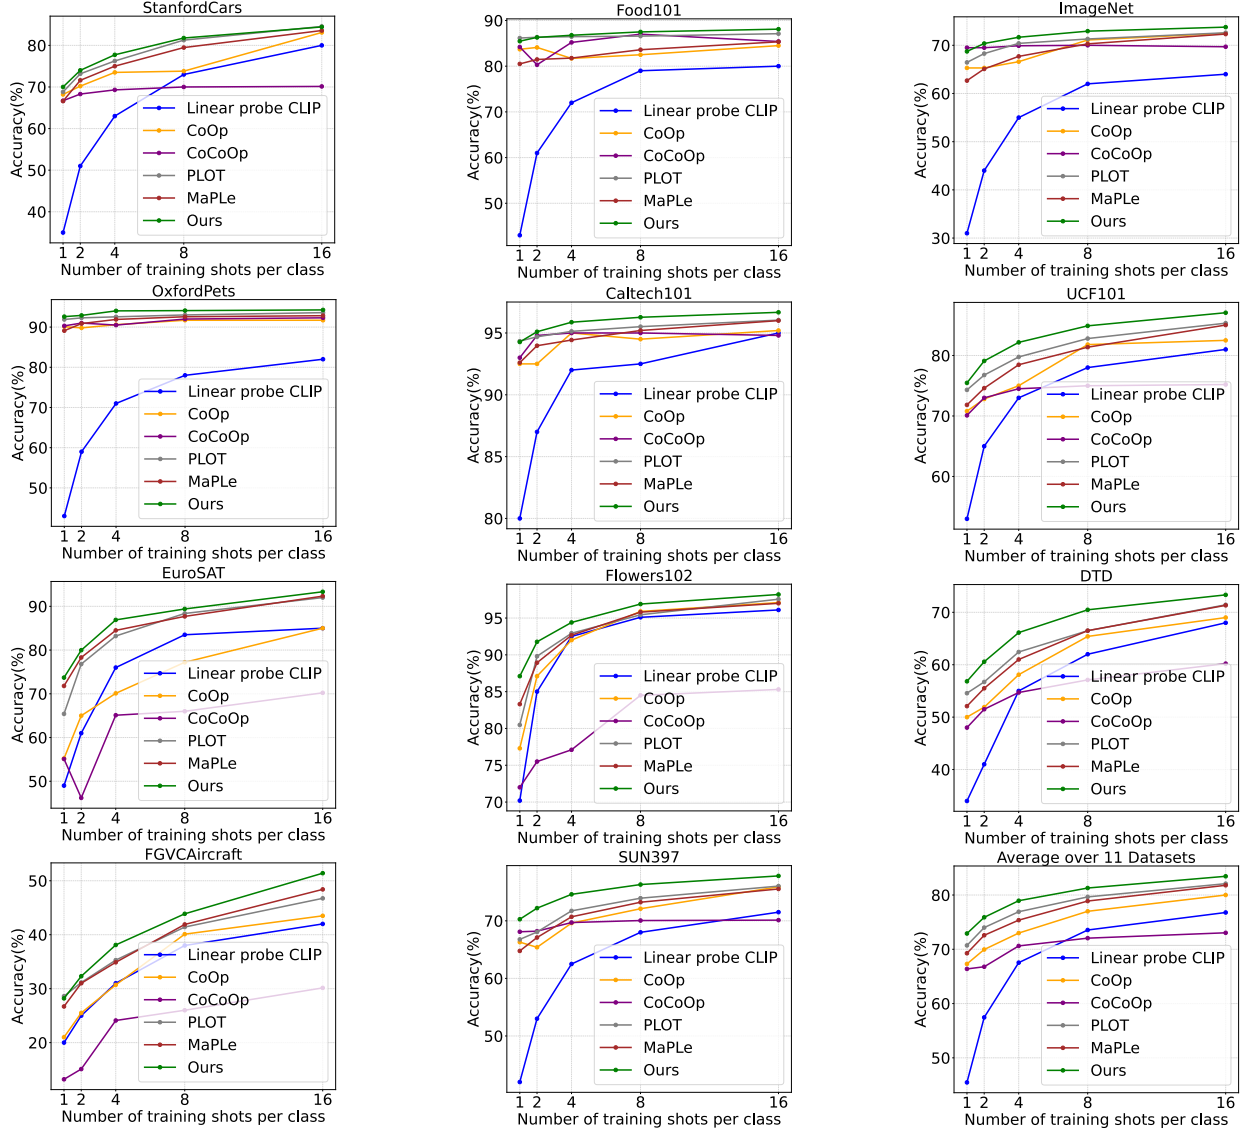 StanfordCars
Accuracy(%)
80
70
60
50
40
Linear probe CLIP
CoOp
CoCoOp
PLOT
MaPLe
Ours
1 2 4 8 16
Number of training shots per class
Food101
Accuracy(%)
90
80
70
60
50
Linear probe CLIP
CoOp
CoCoOp
PLOT
MaPLe
Ours
1 2 4 8 16
Number of training shots per class
ImageNet
Accuracy(%)
70
60
50
40
30
Linear probe CLIP
CoOp
CoCoOp
PLOT
MaPLe
Ours
1 2 4 8 16
Number of training shots per class
OxfordPets
Accuracy(%)
90
80
70
60
50
Linear probe CLIP
CoOp
CoCoOp
PLOT
MaPLe
Ours
1 2 4 8 16
Number of training shots per class
Caltech101
Accuracy(%)
95
90
85
80
Linear probe CLIP
CoOp
CoCoOp
PLOT
MaPLe
Ours
1 2 4 8 16
Number of training shots per class
UCF101
Accuracy(%)
80
70
60
Linear probe CLIP
CoOp
CoCoOp
PLOT
MaPLe
Ours
1 2 4 8 16
Number of training shots per class
EuroSAT
Accuracy(%)
90
80
70
60
50
Linear probe CLIP
CoOp
CoCoOp
PLOT
MaPLe
Ours
1 2 4 8 16
Number of training shots per class
Flowers102
Accuracy(%)
95
90
85
80
75
70
Linear probe CLIP
CoOp
CoCoOp
PLOT
MaPLe
Ours
1 2 4 8 16
Number of training shots per class
DTD
Accuracy(%)
70
60
50
40
Linear probe CLIP
CoOp
CoCoOp
PLOT
MaPLe
Ours
1 2 4 8 16
Number of training shots per class
FGVCAircraft
Accuracy(%)
50
40
30
20
Linear probe CLIP
CoOp
CoCoOp
PLOT
MaPLe
Ours
1 2 4 8 16
Number of training shots per class
SUN397
Accuracy(%)
70
60
50
Linear probe CLIP
CoOp
CoCoOp
PLOT
MaPLe
Ours
1 2 4 8 16
Number of training shots per class
Average over 11 Datasets
Accuracy(%)
80
70
60
50
Linear probe CLIP
CoOp
CoCoOp
PLOT
MaPLe
Ours
1 2 4 8 16
Number of training shots per class